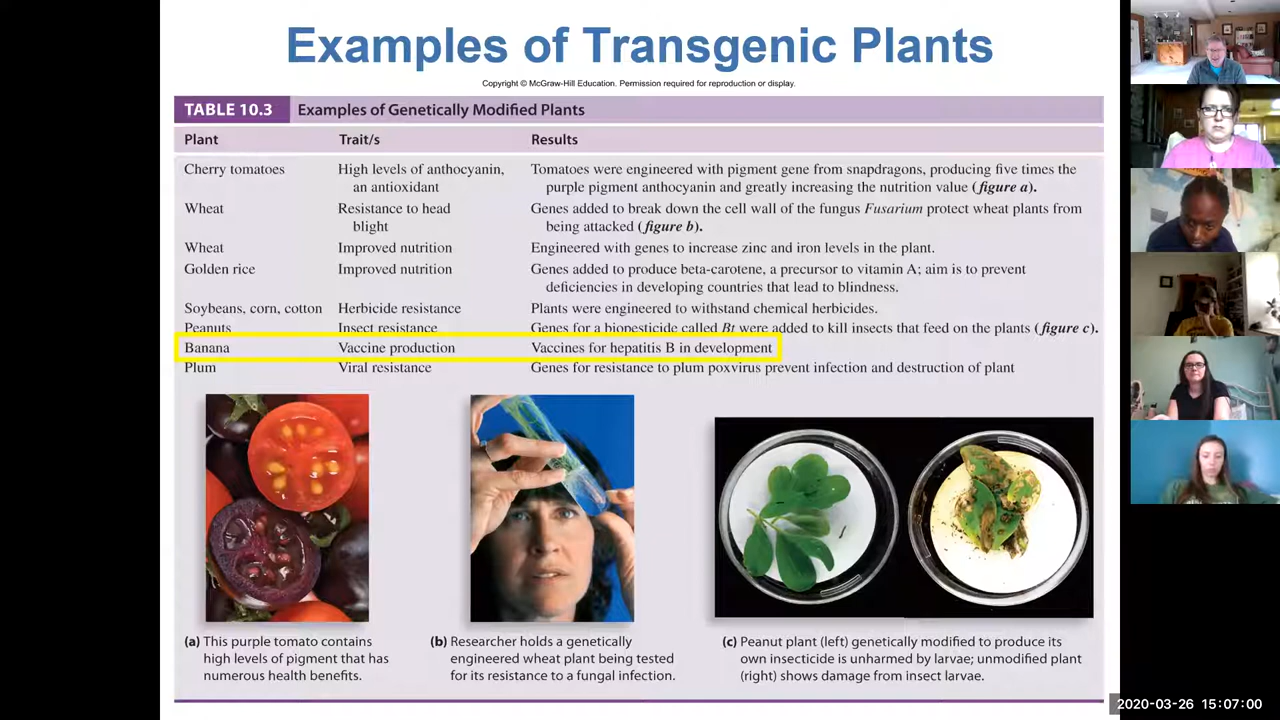 Examples of Transgenic Plants
Copyright © McGraw-Hill Education. Permission required for reproduction or display.
TABLE 10.3 Examples of Genetically Modified Plants
Plant Trait/s Results
Cherry tomatoes High levels of anthocyanin, Tomatoes were engineered with pigment gene from snapdragons, producing five times the
an antioxidant purple pigment anthocyanin and greatly increasing the nutrition value (figure a).
Wheat Resistance to head Genes added to break down the cell wall of the fungus Fusarium protect wheat plants from
blight being attacked (figure b).
Wheat Improved nutrition Engineered with genes to increase zinc and iron levels in the plant.
Golden rice Improved nutrition Genes added to produce beta-carotene, a precursor to vitamin A; aim is to prevent
deficiencies in developing countries that lead to blindness.
Soybeans, corn, cotton Herbicide resistance Plants were engineered to withstand chemical herbicides.
Peanuts Insect resistance Genes for a biopesticide called Bt were added to kill insects that feed on the plants (figure c).
Banana Vaccine production Vaccines for hepatitis B in development
Plum Viral resistance Genes for resistance to plum poxvirus prevent infection and destruction of plant
(a) This purple tomato contains
high levels of pigment that has
numerous health benefits.
(b) Researcher holds a genetically
engineered wheat plant being tested
for its resistance to a fungal infection.
(c) Peanut plant (left) genetically modified to produce its
own insecticide is unharmed by larvae; unmodified plant
(right) shows damage from insect larvae.
2020-03-26 15:07:00